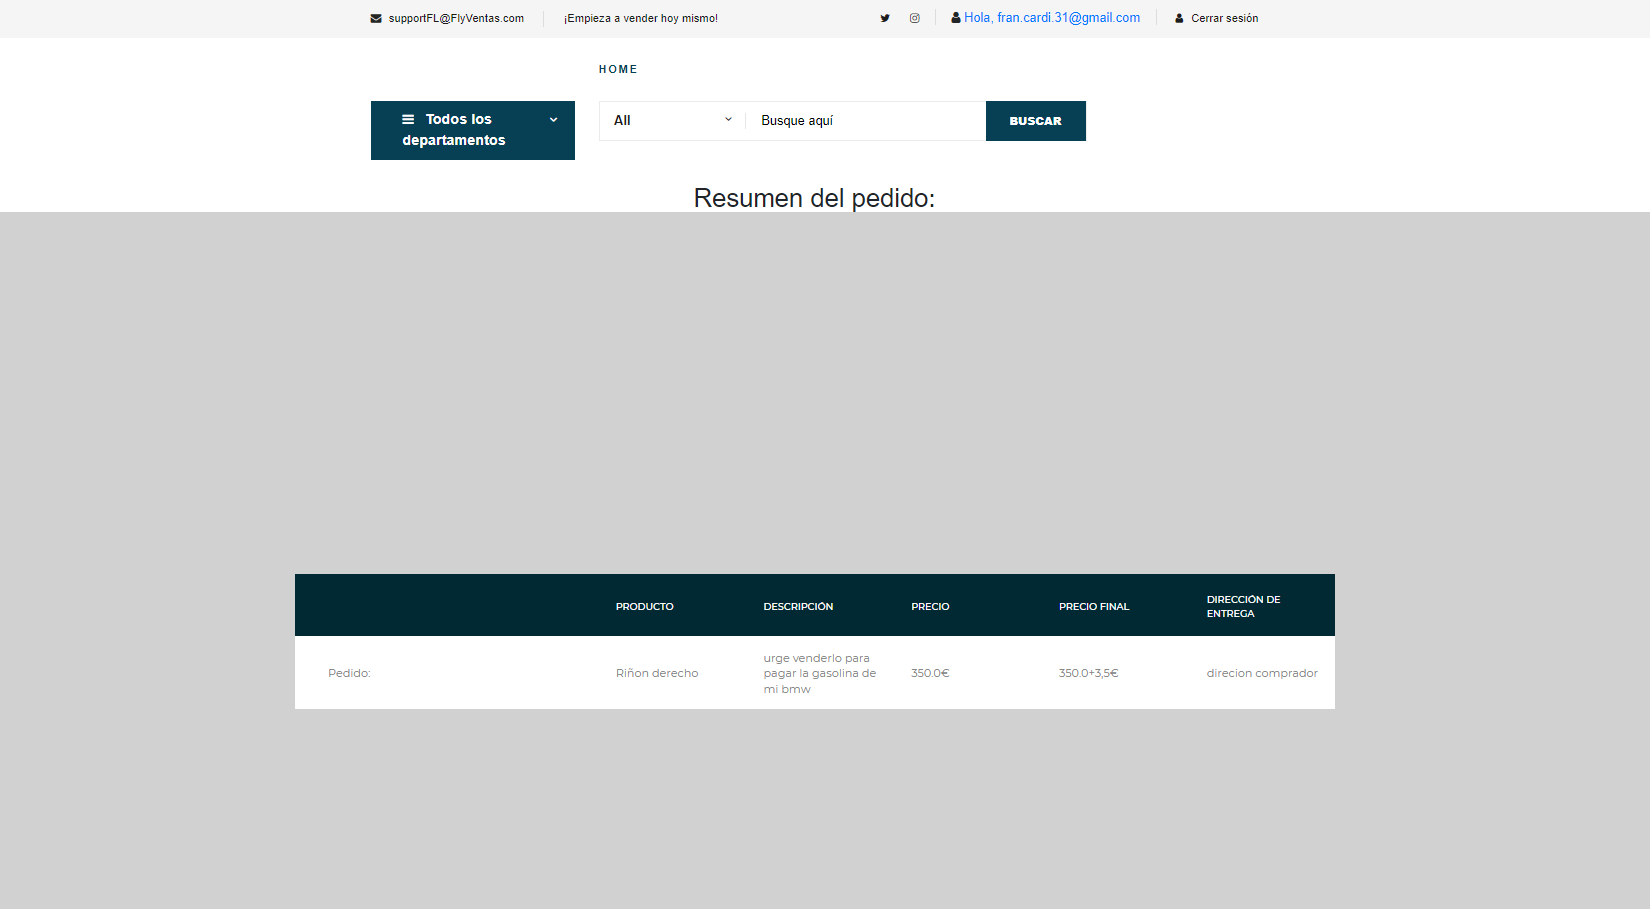 supportFL@FlyVentas.com
¡Empieza a vender hoy mismo!
Hola, fran.cardi.31@gmail.com
Cerrar sesión
HOME
Todos los
departamentos
All
Busque aquí
BUSCAR
Resumen del pedido:
PRODUCTO
DESCRIPCIÓN
PRECIO
PRECIO FINAL
DIRECCIÓN DE
ENTREGA
Pedido:
Riñon derecho
urge venderlo para
pagar la gasolina de
mi bmw
350.0€
350.0+3,5€
direcion comprador